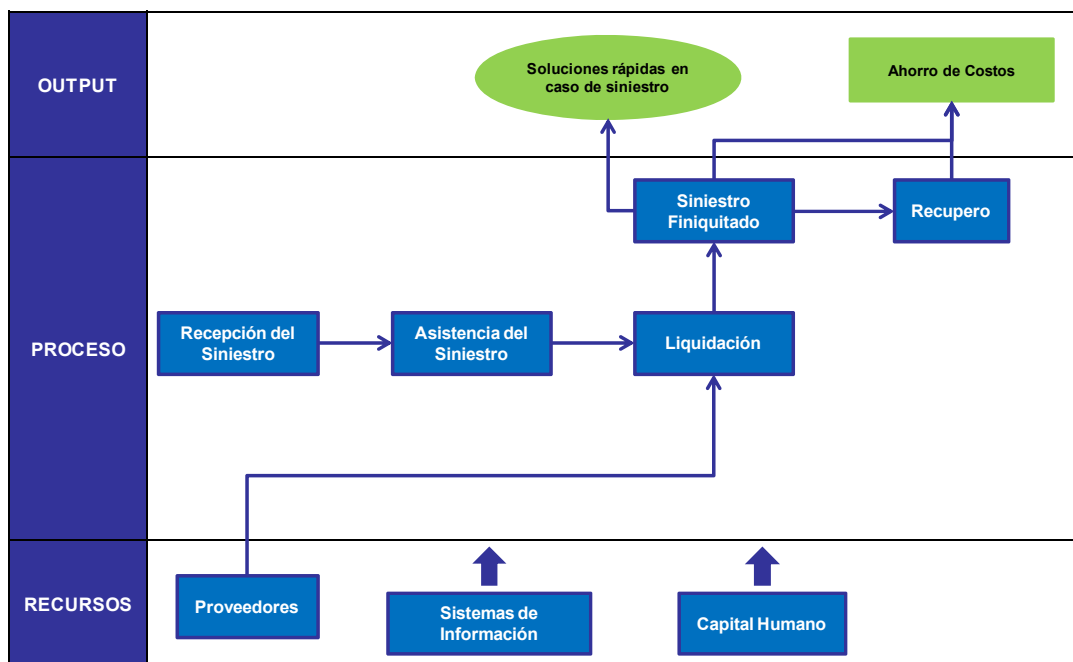 OUTPUT
Soluciones rápidas en
caso de siniestro
Ahorro de Costos
PROCESO
Siniestro
Finiquitado
Recupero
Recepción del
Siniestro
Asistencia del
Siniestro
Liquidación
RECURSOS
Proveedores
Sistemas de
Información
Capital Humano